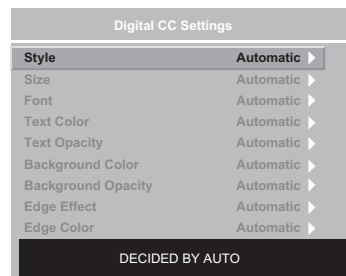 Digital CC Settings
Style Automatic
Size Automatic
Font Automatic
Text Color Automatic
Text Opacity Automatic
Background Color Automatic
Background Opacity Automatic
Edge Effect Automatic
Edge Color Automatic
DECIDED BY AUTO